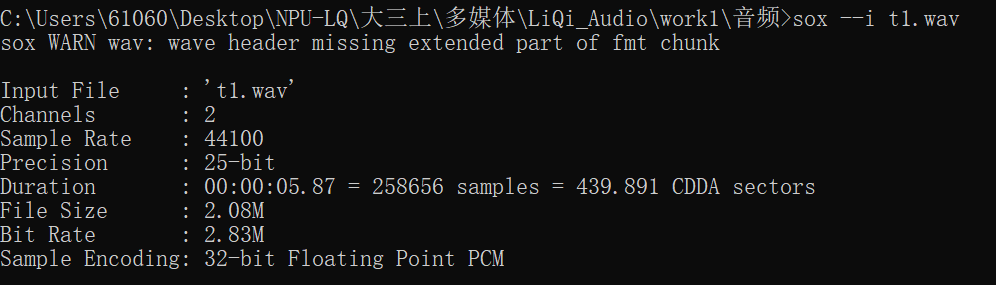 C:\Users\61060\Desktop\NPU-LQ\大三上\多媒体\LiQi_Audio\work1\音频>sox --i t1.wav
sox WARN wav: wave header missing extended part of fmt chunk
Input File     : 't1.wav'
Channels       : 2
Sample Rate    : 44100
Precision      : 25-bit
Duration       : 00:00:05.87 = 258656 samples = 439.891 CDDA sectors
File Size      : 2.08M
Bit Rate       : 2.83M
Sample Encoding: 32-bit Floating Point PCM